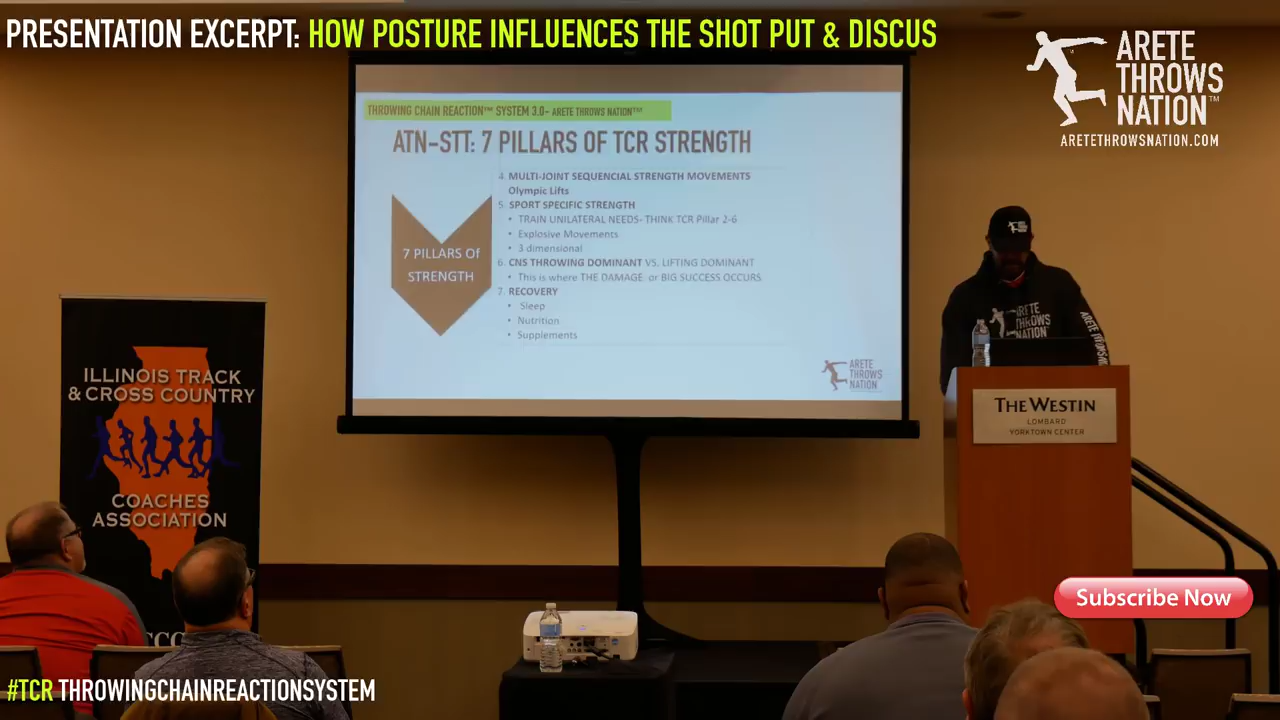 PRESENTATION EXCERPT: HOW POSTURE INFLUENCES THE SHOT PUT & DISCUS
ARETE
THROWS
NATION™
ARETETHROWSNATION.COM
THROWING CHAIN REACTION™ SYSTEM 3.0- ARETE THROWS NATION™
ATN-STT: 7 PILLARS OF TCR STRENGTH
7 PILLARS Of
STRENGTH
4. MULTI-JOINT SEQUENCIAL STRENGTH MOVEMENTS
Olympic Lifts
5. SPORT SPECIFIC STRENGTH
• TRAIN UNILATERAL NEEDS- THINK TCR Pillar 2-6
• Explosive Movements
• 3 dimensional
6. CNS THROWING DOMINANT VS. LIFTING DOMINANT
• This is where THE DAMAGE or BIG SUCCESS OCCURS
7. RECOVERY
• Sleep
• Nutrition
• Supplements
ARETE
THROWS
NATION
ARETE
THROWS
NATION
ARETE
THROWS
THE WESTIN
LOMBARD
YORKTOWN CENTER
ILLINOIS TRACK
& CROSS COUNTRY
COACHES
ASSOCIATION
Subscribe Now
#TCR THROWINGCHAINREACTIONSYSTEM